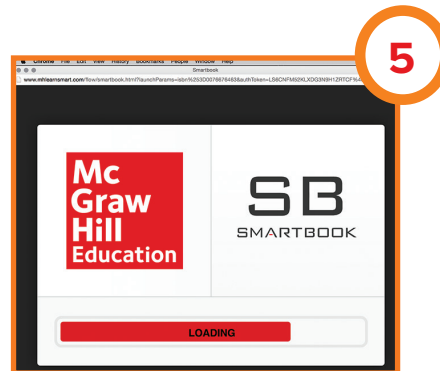 5
Chrome File Edit View History Bookmarks People Window Help
Smartbook
Mc
Graw
Hill
Education
SB
SMARTBOOK
LOADING